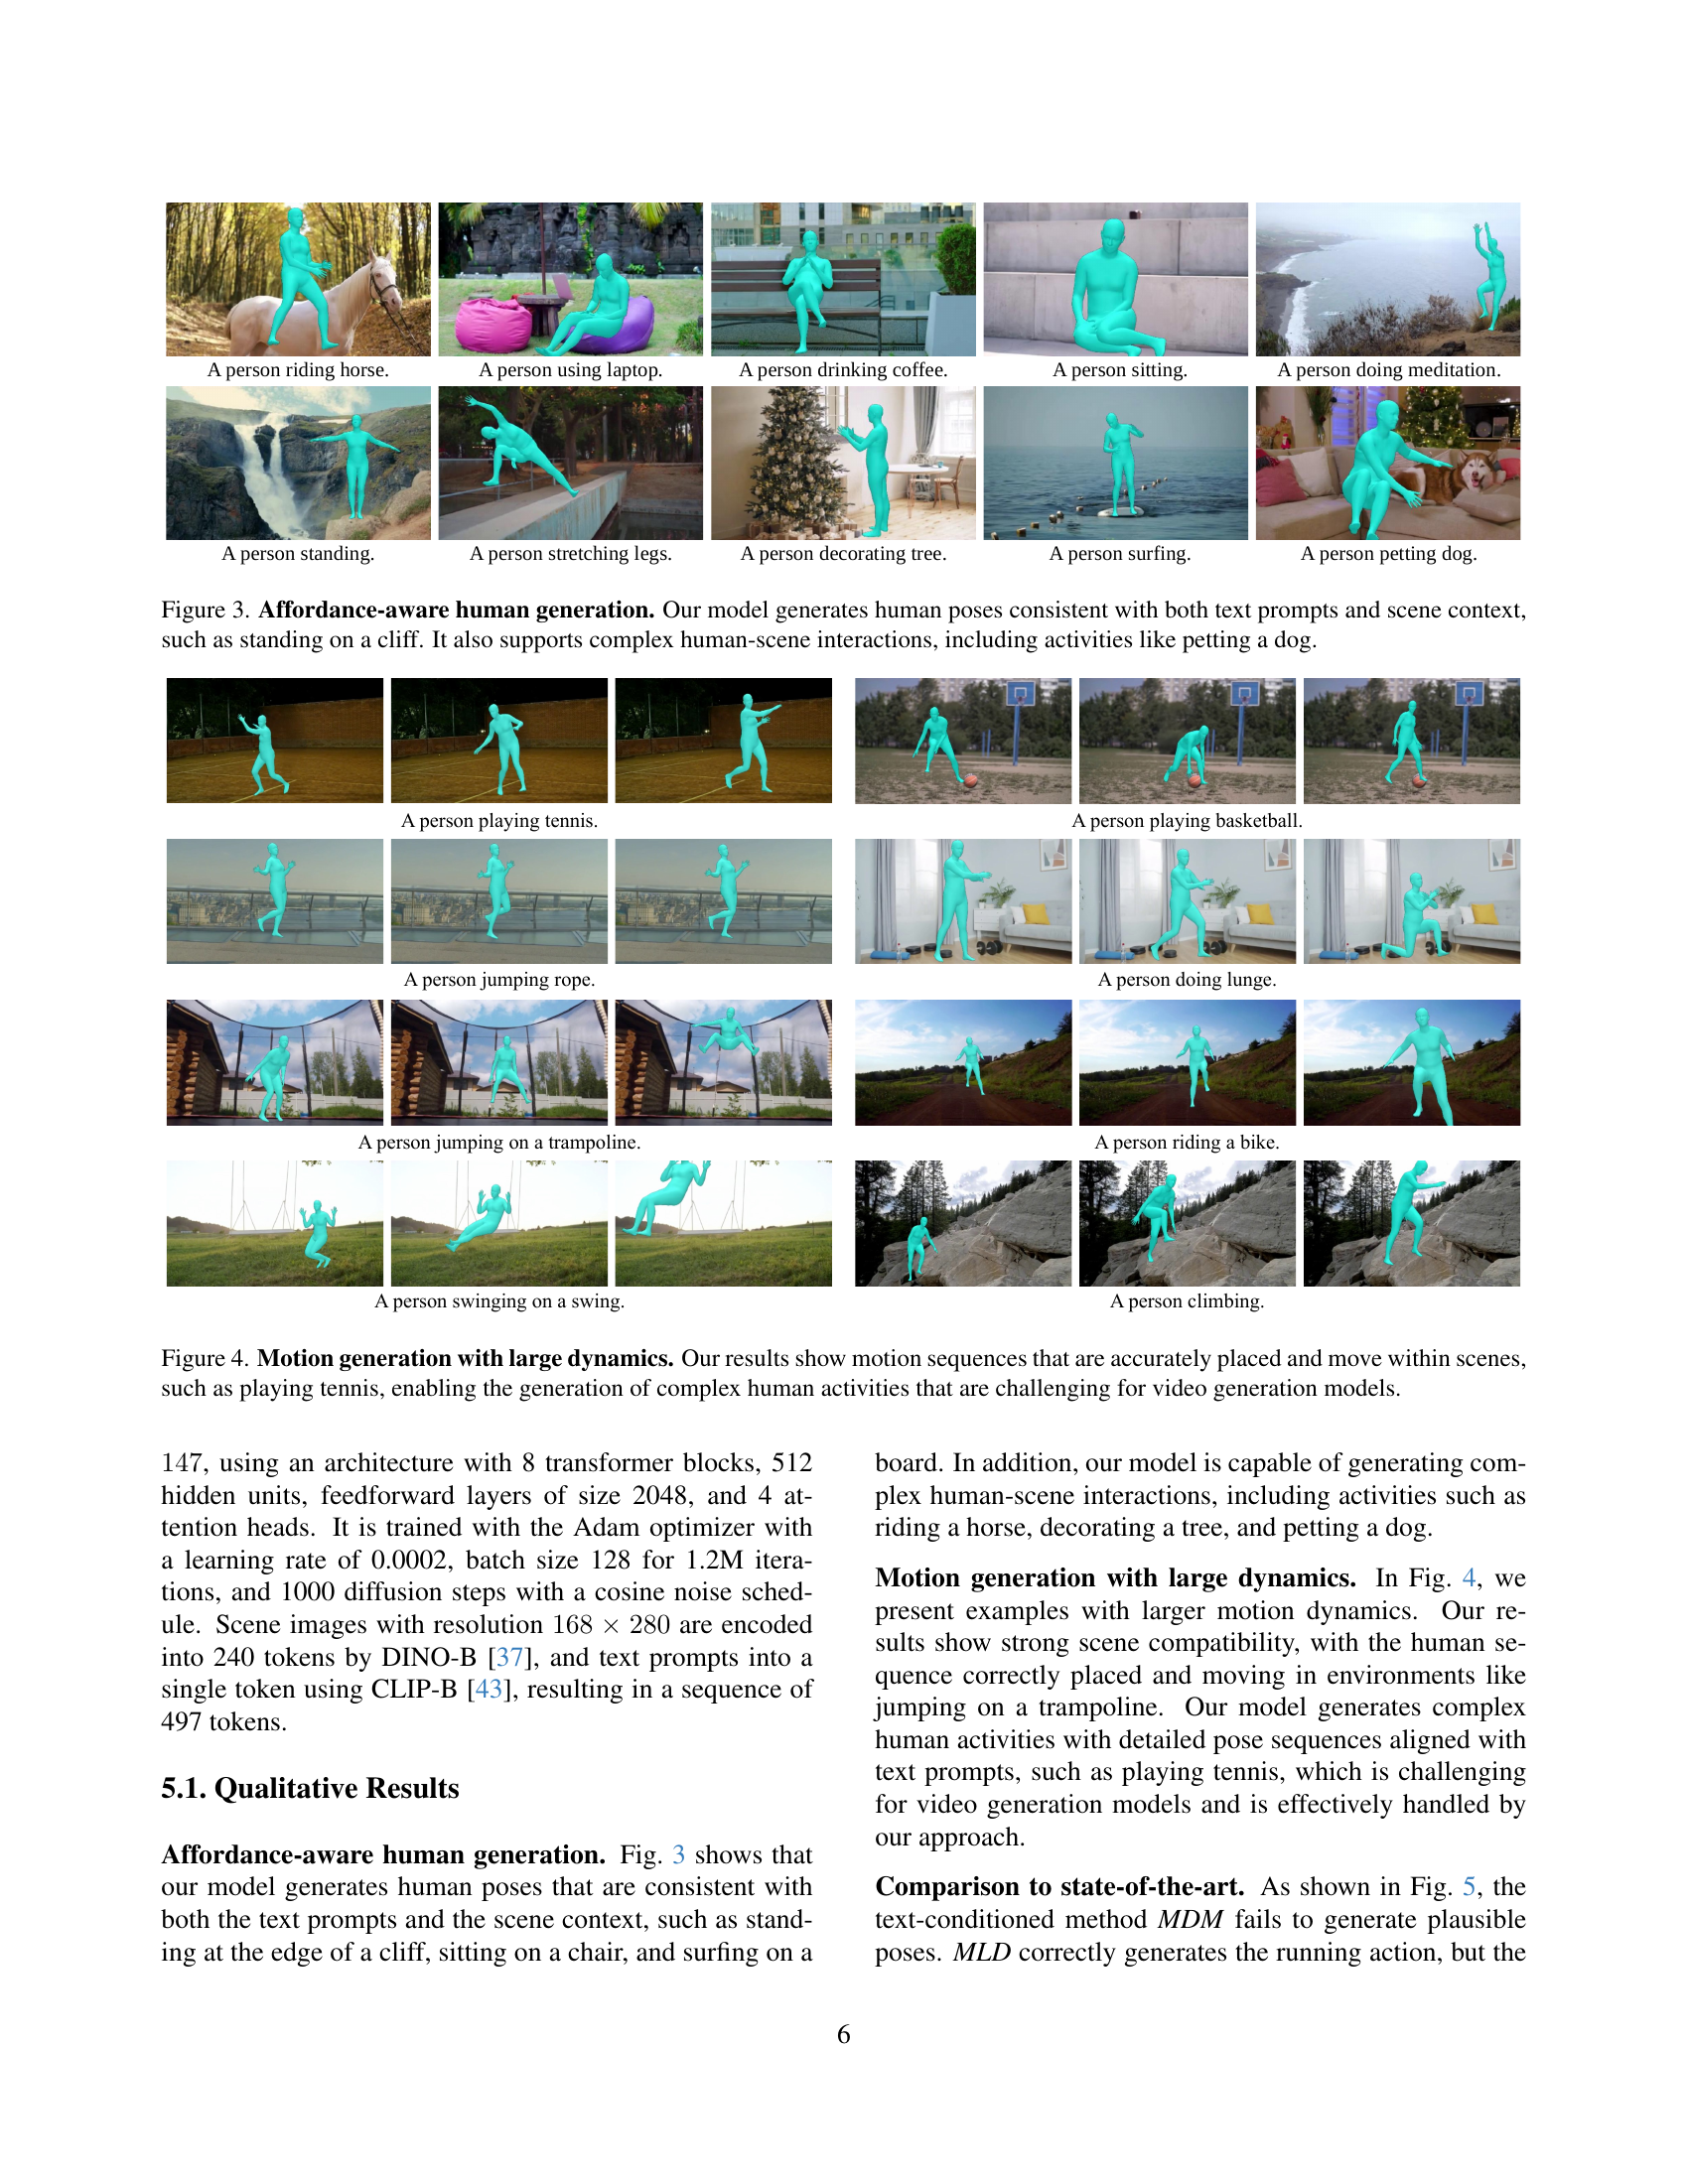 A person riding horse.
A person using laptop.
A person drinking coffee.
A person sitting.
A person doing meditation.
A person standing.
A person stretching legs.
A person decorating tree.
A person surfing.
A person petting dog.
Figure 3. Affordance-aware human generation. Our model generates human poses consistent with both text prompts and scene context,
such as standing on a cliff. It also supports complex human-scene interactions, including activities like petting a dog.
A person playing tennis.
A person playing basketball.
A person jumping rope.
A person doing lunge.
A person jumping on a trampoline.
A person riding a bike.
A person swinging on a swing.
A person climbing.
Figure 4. Motion generation with large dynamics. Our results show motion sequences that are accurately placed and move within scenes,
such as playing tennis, enabling the generation of complex human activities that are challenging for video generation models.
147, using an architecture with 8 transformer blocks, 512
hidden units, feedforward layers of size 2048, and 4 at-
tention heads. It is trained with the Adam optimizer with
a learning rate of 0.0002, batch size 128 for 1.2M itera-
tions, and 1000 diffusion steps with a cosine noise sched-
ule. Scene images with resolution 168 × 280 are encoded
into 240 tokens by DINO-B [37], and text prompts into a
single token using CLIP-B [43], resulting in a sequence of
497 tokens.
5.1. Qualitative Results
Affordance-aware human generation. Fig. 3 shows that
our model generates human poses that are consistent with
both the text prompts and the scene context, such as stand-
ing at the edge of a cliff, sitting on a chair, and surfing on a
board. In addition, our model is capable of generating com-
plex human-scene interactions, including activities such as
riding a horse, decorating a tree, and petting a dog.
Motion generation with large dynamics. In Fig. 4, we
present examples with larger motion dynamics. Our re-
sults show strong scene compatibility, with the human se-
quence correctly placed and moving in environments like
jumping on a trampoline. Our model generates complex
human activities with detailed pose sequences aligned with
text prompts, such as playing tennis, which is challenging
for video generation models and is effectively handled by
our approach.
Comparison to state-of-the-art. As shown in Fig. 5, the
text-conditioned method MDM fails to generate plausible
poses. MLD correctly generates the running action, but the
6